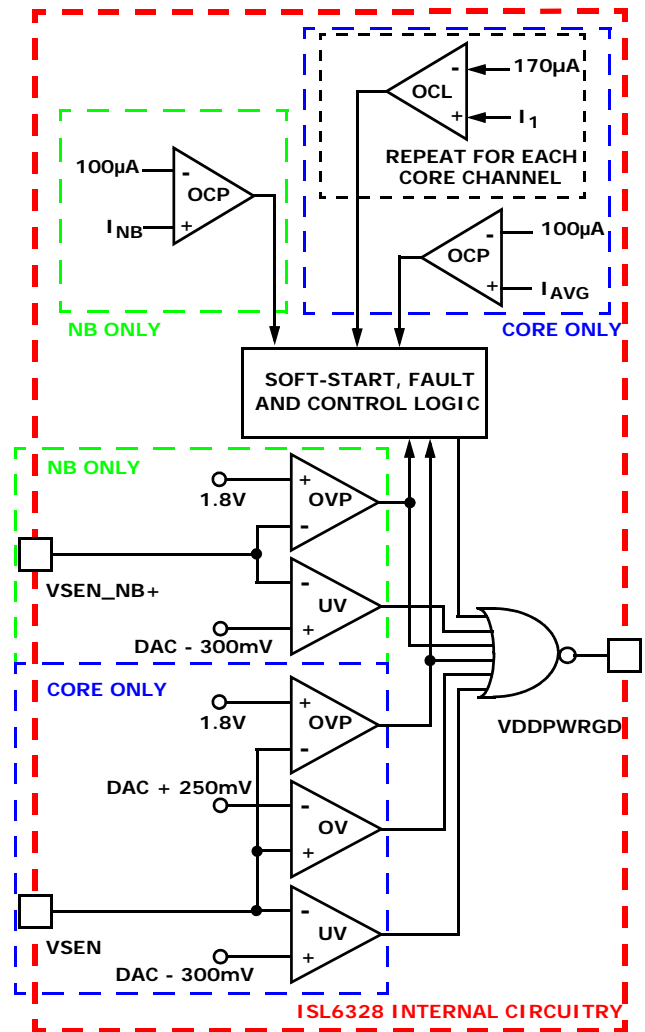 170µA
-
OCL
+
I1
REPEAT FOR EACH
CORE CHANNEL
100µA
-
OCP
INB
+
-
100µA
OCP
+
IAVG
NB ONLY
CORE ONLY
SOFT-START, FAULT
AND CONTROL LOGIC
NB ONLY
+
1.8V
OVP
-
VSEN_NB+
-
UV
+
DAC - 300mV
CORE ONLY
+
1.8V
OVP
-
VDDPWRGD
DAC + 250mV
-
OV
+
-
UV
VSEN
+
DAC - 300mV
ISL6328 INTERNAL CIRCUITRY